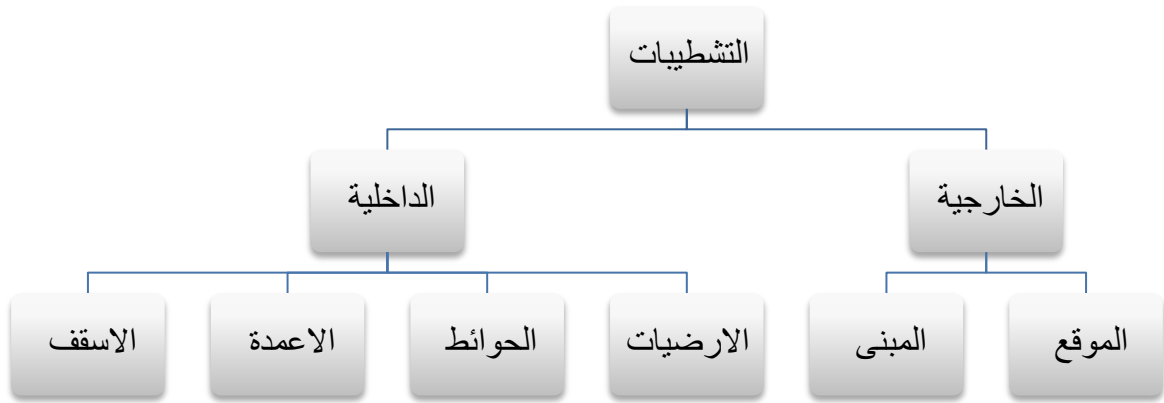 التشطيبات
الخارجية
الداخلية
الموقع
المبنى
الارضيات
الحوائط
الاعمدة
الاسقف